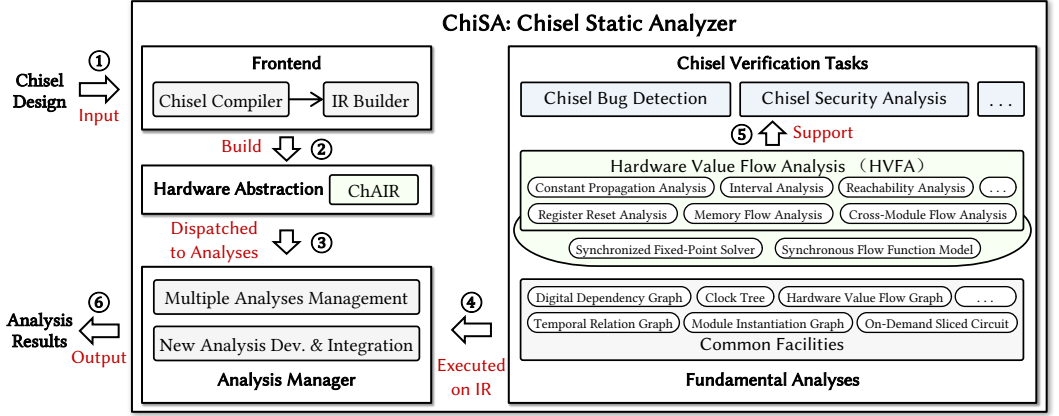 ChiSA: Chisel Static Analyzer
①
Chisel
Design
Input
Frontend
Chisel Compiler
IR Builder
Build
②
Hardware Abstraction
ChAIR
Dispatched
to Analyses
③
Multiple Analyses Management
New Analysis Dev. & Integration
Analysis Manager
④
Executed
on IR
⑥
Analysis
Results
Output
Chisel Verification Tasks
Chisel Bug Detection
Chisel Security Analysis
...
⑤
Support
Hardware Value Flow Analysis （HVFA）
Constant Propagation Analysis
Interval Analysis
Reachability Analysis
...
Register Reset Analysis
Memory Flow Analysis
Cross-Module Flow Analysis
Synchronized Fixed-Point Solver
Synchronous Flow Function Model
Digital Dependency Graph
Clock Tree
Hardware Value Flow Graph
...
Temporal Relation Graph
Module Instantiation Graph
On-Demand Sliced Circuit
Common Facilities
Fundamental Analyses